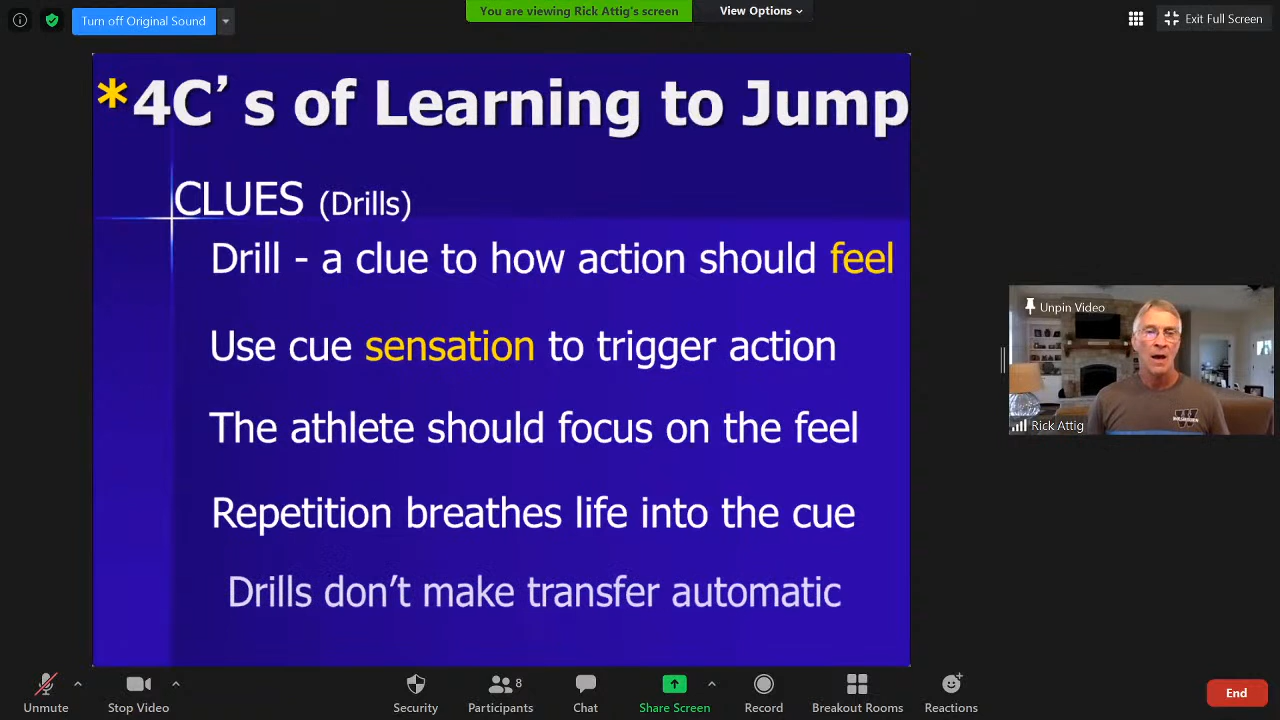 Turn off Original Sound
You are viewing Rick Attig's screen
View Options
Exit Full Screen
*4C's of Learning to Jump
CLUES (Drills)
Drill - a clue to how action should feel
Use cue sensation to trigger action
The athlete should focus on the feel
Repetition breathes life into the cue
Drills don't make transfer automatic
Unpin Video
W
Rick Attig
Unmute
Stop Video
Security
Participants
8
Chat
Share Screen
Record
Breakout Rooms
Reactions
End